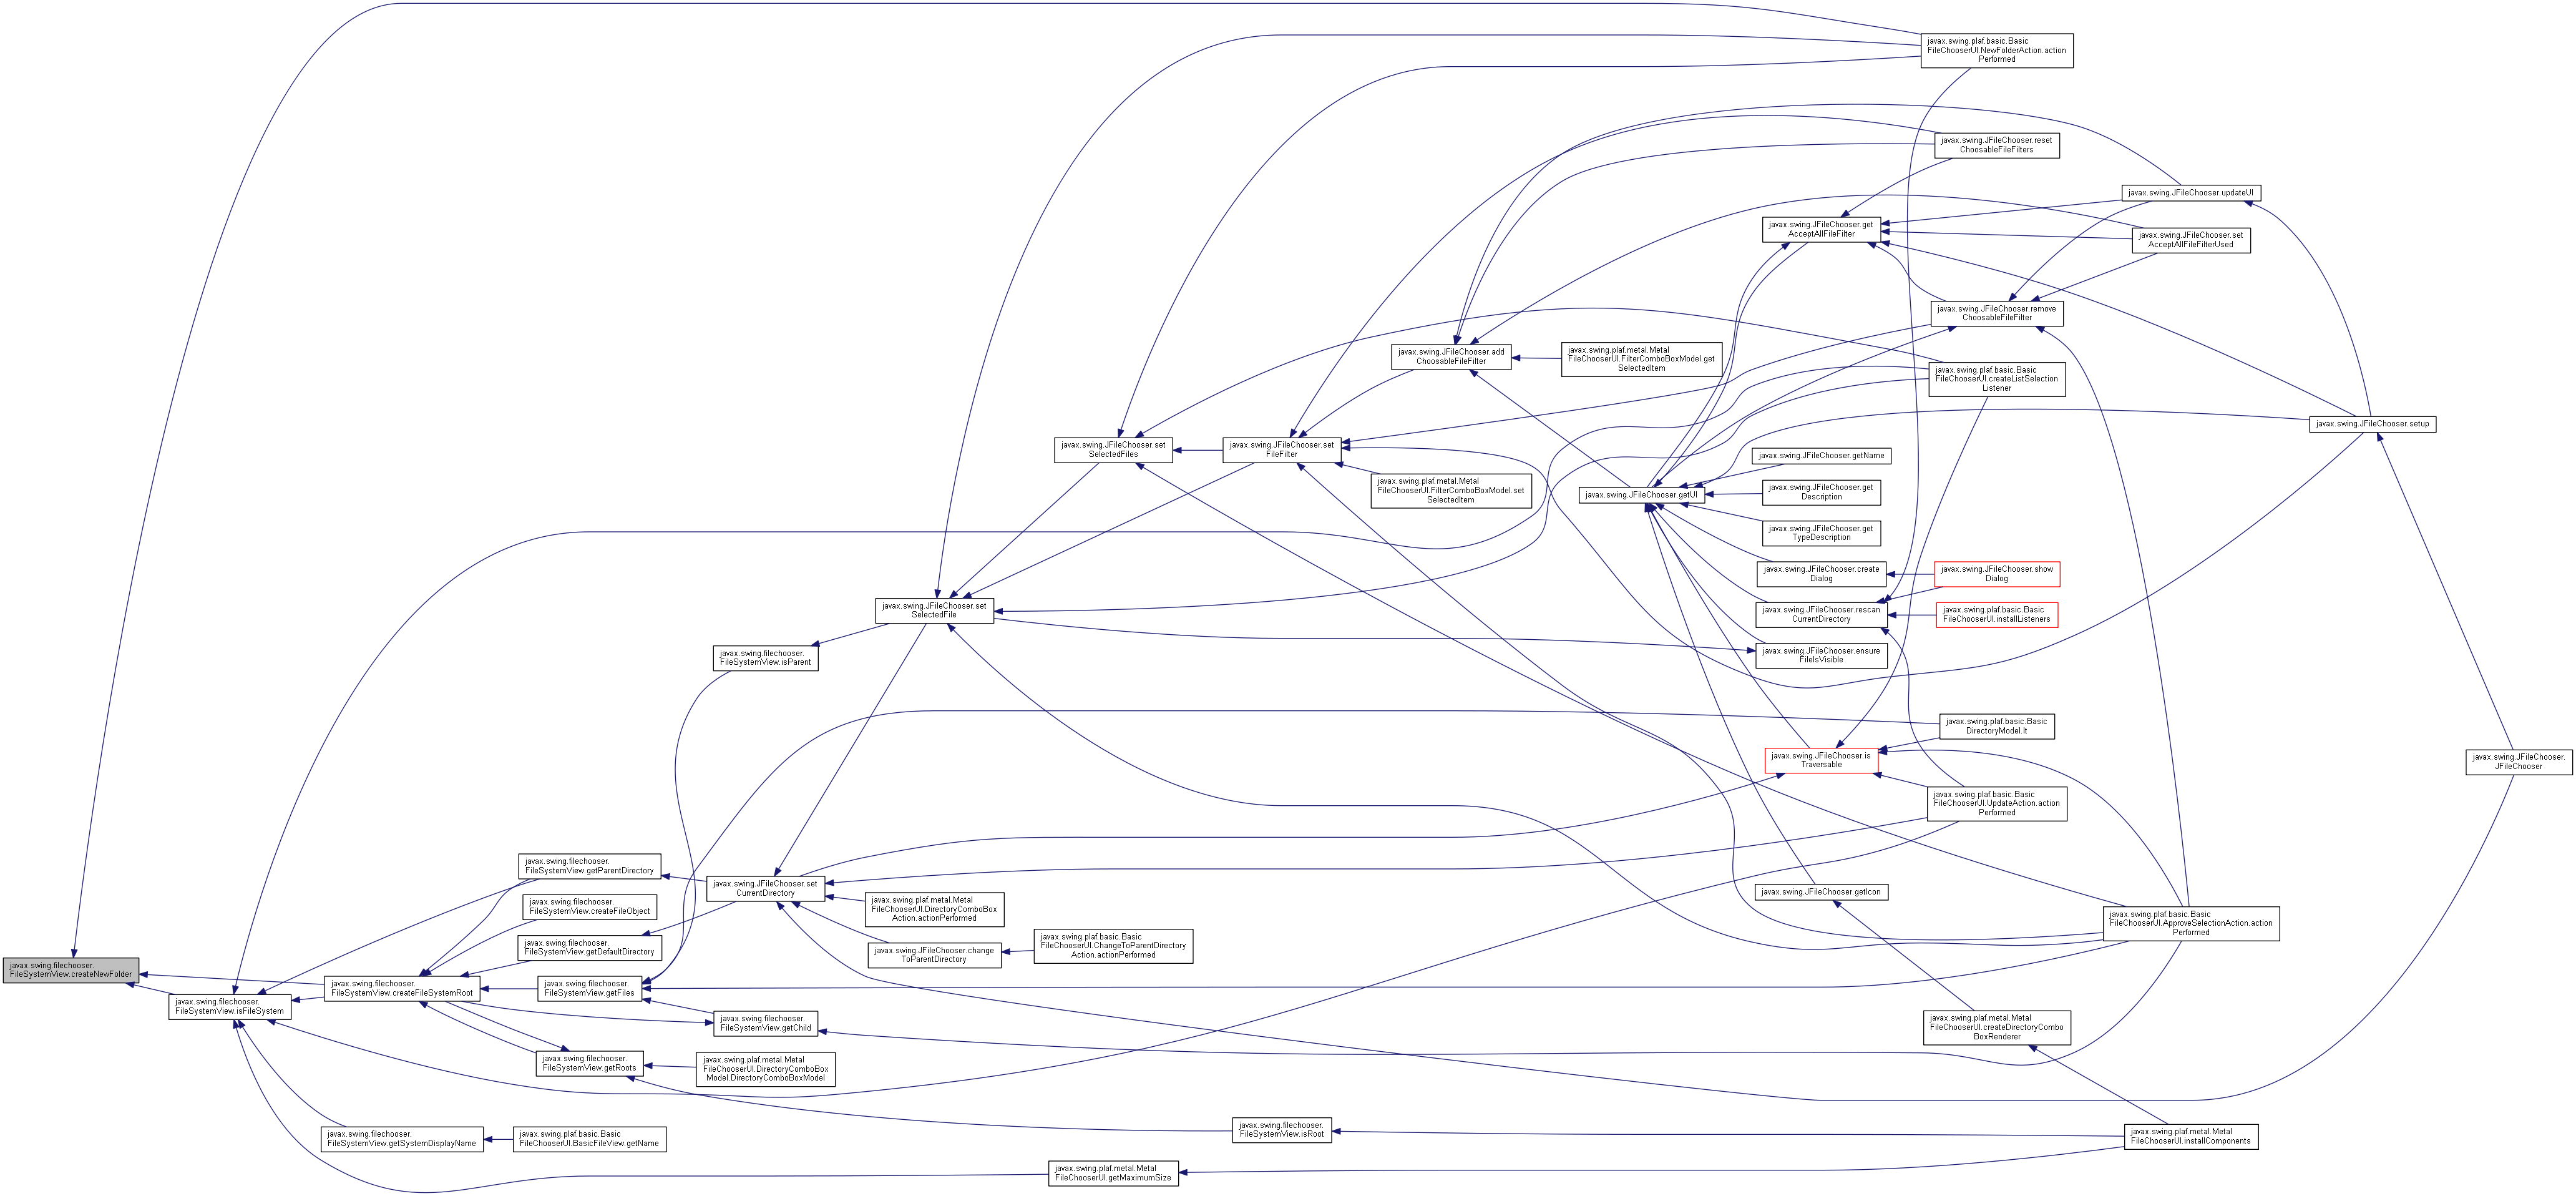 javax.swing.filechooser.
FileSystemView.createNewFolder
javax.swing.filechooser.
FileSystemView.isFileSystem
javax.swing.filechooser.
FileSystemView.createFileSystemRoot
javax.swing.filechooser.
FileSystemView.getSystemDisplayName
javax.swing.filechooser.
FileSystemView.getParentDirectory
javax.swing.filechooser.
FileSystemView.createFileObject
javax.swing.filechooser.
FileSystemView.getDefaultDirectory
javax.swing.filechooser.
FileSystemView.getFiles
javax.swing.filechooser.
FileSystemView.getRoots
javax.swing.plaf.basic.Basic
FileChooserUI.BasicFileView.getName
javax.swing.filechooser.
FileSystemView.isParent
javax.swing.JFileChooser.set
CurrentDirectory
javax.swing.filechooser.
FileSystemView.getChild
javax.swing.plaf.metal.Metal
FileChooserUI.DirectoryComboBox
Model.DirectoryComboBoxModel
javax.swing.JFileChooser.set
SelectedFile
javax.swing.plaf.metal.Metal
FileChooserUI.DirectoryComboBox
Action.actionPerformed
javax.swing.JFileChooser.change
ToParentDirectory
javax.swing.JFileChooser.set
SelectedFiles
javax.swing.plaf.basic.Basic
FileChooserUI.ChangeToParentDirectory
Action.actionPerformed
javax.swing.plaf.metal.Metal
FileChooserUI.getMaximumSize
javax.swing.JFileChooser.set
FileFilter
javax.swing.filechooser.
FileSystemView.isRoot
javax.swing.JFileChooser.add
ChoosableFileFilter
javax.swing.plaf.metal.Metal
FileChooserUI.FilterComboBoxModel.set
SelectedItem
javax.swing.plaf.metal.Metal
FileChooserUI.FilterComboBoxModel.get
SelectedItem
javax.swing.JFileChooser.getUI
javax.swing.JFileChooser.get
AcceptAllFileFilter
javax.swing.JFileChooser.getName
javax.swing.JFileChooser.get
Description
javax.swing.JFileChooser.get
TypeDescription
javax.swing.JFileChooser.create
Dialog
javax.swing.JFileChooser.rescan
CurrentDirectory
javax.swing.JFileChooser.ensure
FileIsVisible
javax.swing.JFileChooser.is
Traversable
javax.swing.JFileChooser.getIcon
javax.swing.plaf.basic.Basic
FileChooserUI.NewFolderAction.action
Performed
javax.swing.JFileChooser.reset
ChoosableFileFilters
javax.swing.JFileChooser.remove
ChoosableFileFilter
javax.swing.plaf.basic.Basic
FileChooserUI.createListSelection
Listener
javax.swing.JFileChooser.show
Dialog
javax.swing.plaf.basic.Basic
FileChooserUI.installListeners
javax.swing.plaf.basic.Basic
DirectoryModel.lt
javax.swing.plaf.basic.Basic
FileChooserUI.UpdateAction.action
Performed
javax.swing.plaf.metal.Metal
FileChooserUI.createDirectoryCombo
BoxRenderer
javax.swing.JFileChooser.updateUI
javax.swing.JFileChooser.set
AcceptAllFileFilterUsed
javax.swing.plaf.basic.Basic
FileChooserUI.ApproveSelectionAction.action
Performed
javax.swing.plaf.metal.Metal
FileChooserUI.installComponents
javax.swing.JFileChooser.setup
javax.swing.JFileChooser.
JFileChooser